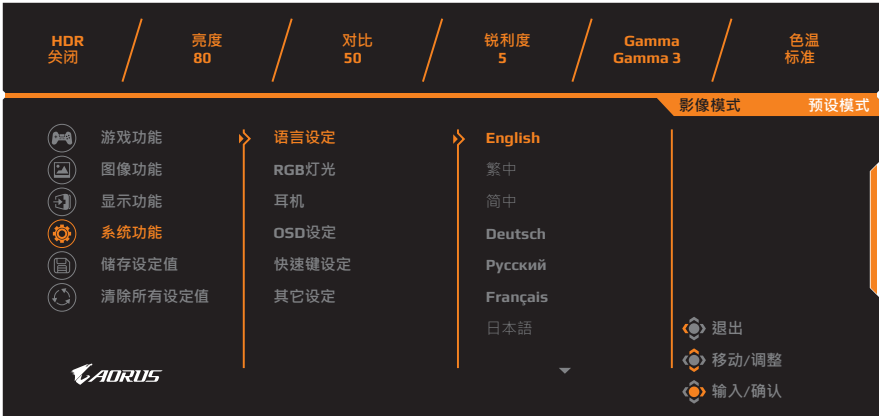 HDR
关闭
亮度
80
对比
50
锐利度
5
Gamma
Gamma 3
色温
标准
影像模式
预设模式
游戏功能
语言设定
English
图像功能
RGB灯光
繁中
显示功能
耳机
简中
系统功能
OSD设定
Deutsch
储存设定值
快速键设定
Русский
清除所有设定值
其它设定
Français
日本語
退出
移动/调整
输入/确认
AORUS